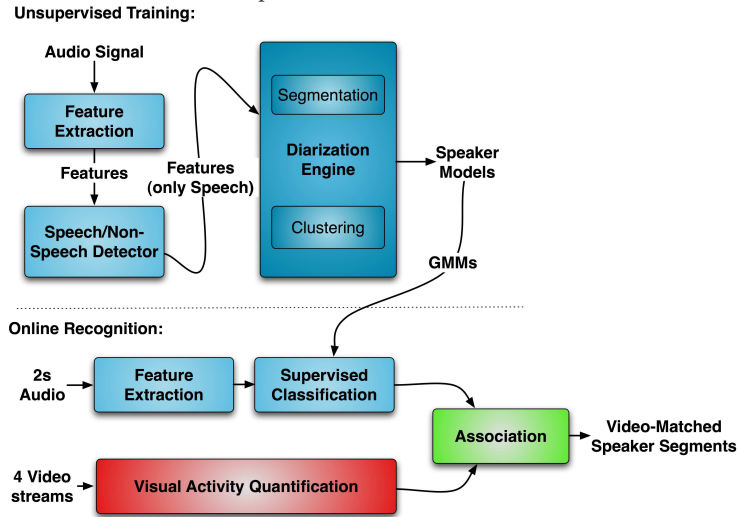 Unsupervised Training:
Audio Signal
Feature
Extraction
Features
Speech/Non-
Speech Detector
Features
(only Speech)
Segmentation
Diarization
Engine
Clustering
Speaker
Models
GMMs
Online Recognition:
2s
Audio
Feature
Extraction
Supervised
Classification
Association
Video-Matched
Speaker Segments
4 Video
streams
Visual Activity Quantification